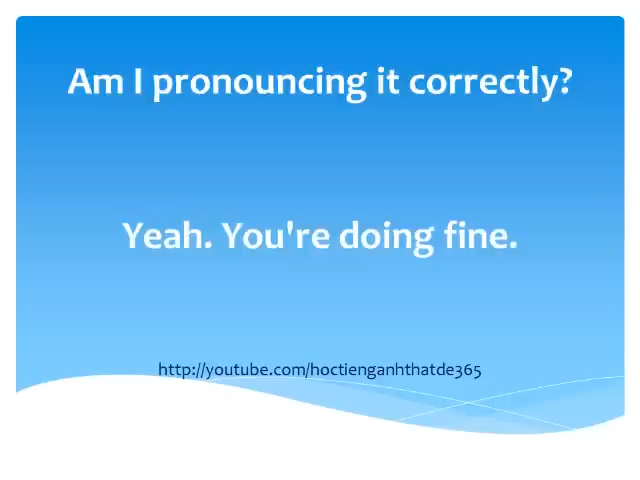 Am I pronouncing it correctly?
Yeah. You're doing fine.
http://youtube.com/hoctienganhthatde365